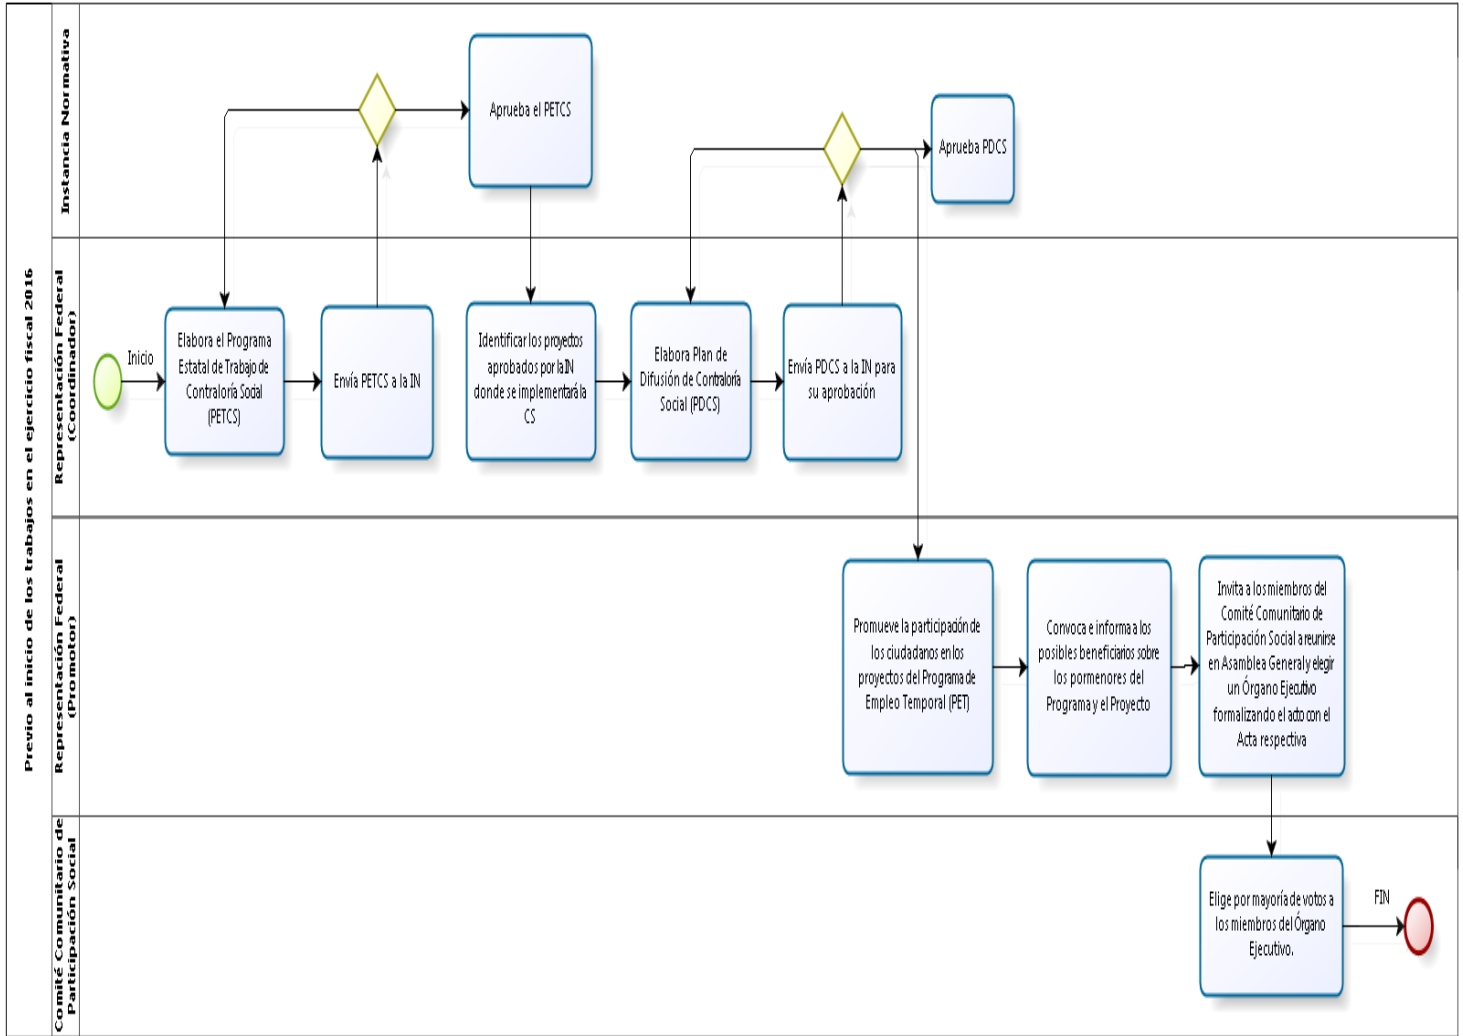 Previo al inicio de los trabajos en el ejercicio fiscal 2016
Instancia Normativa
Aprueba el PETCS
Aprueba PDCS
Representación Federal
(Coordinador)
Inicio
Elabora el Programa
Estatal de Trabajo de
Contraloría Social
(PETCS)
Envía PETCS a la IN
Identificar los proyectos
aprobados por la IN
donde se implementará la
CS
Elabora Plan de
Difusión de Contraloría
Social (PDCS)
Envía PDCS a la IN para
su aprobación
Representación Federal
(Promotor)
Promueve la participación de
los ciudadanos en los
proyectos del Programa de
Empleo Temporal (PET)
Convoca e informa a los
posibles beneficiarios sobre
los pormenores del
Programa y el Proyecto
Invita a los miembros del
Comité Comunitario de
Participación Social a reunirse
en Asamblea General y elegir
un Órgano Ejecutivo
formalizando el acto con el
Acta respectiva
Comité Comunitario de
Participación Social
Elige por mayoría de votos a
los miembros del Órgano
Ejecutivo.
FIN